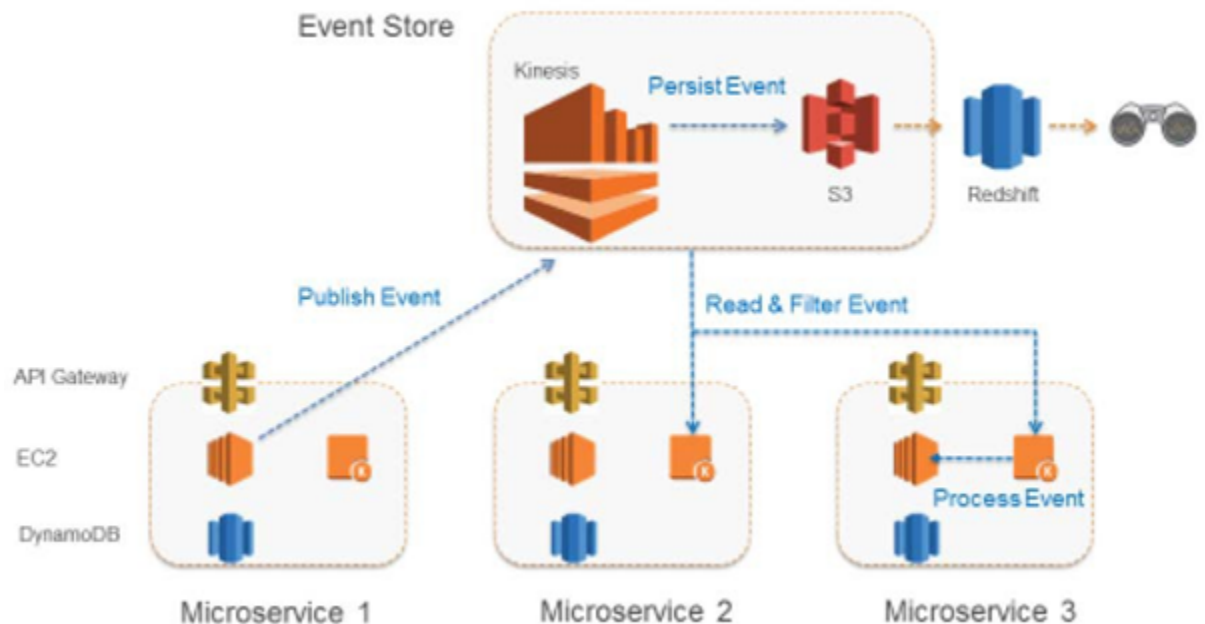 Event Store
Kinesis
Persist Event
S3
Redshift
Publish Event
Read & Filter Event
API Gateway
EC2
K
K
K
Process Event
DynamoDB
Microservice 1
Microservice 2
Microservice 3